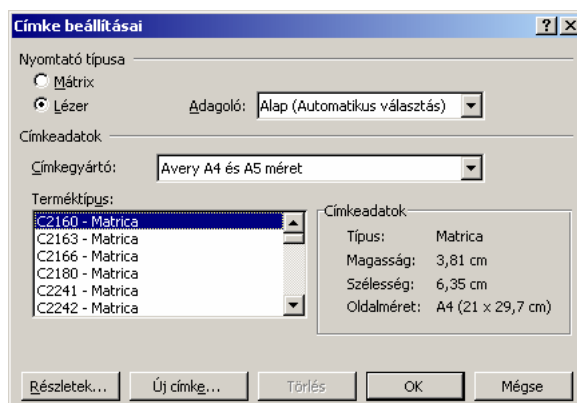 Címke beállításai
Nyomtató típusa
Mátrix
Lézer Adagoló: Alap (Automatikus választás)
Címkeadatok
Címkegyártó: Avery A4 és A5 méret
Terméktípus:
C2160 - Matrica
C2163 - Matrica
C2166 - Matrica
C2180 - Matrica
C2241 - Matrica
C2242 - Matrica
Címkeadatok
Típus: Matrica
Magasság: 3,81 cm
Szélesség: 6,35 cm
Oldalméret: A4 (21 x 29,7 cm)
Részletek... Új címke... Törlés OK Mégse